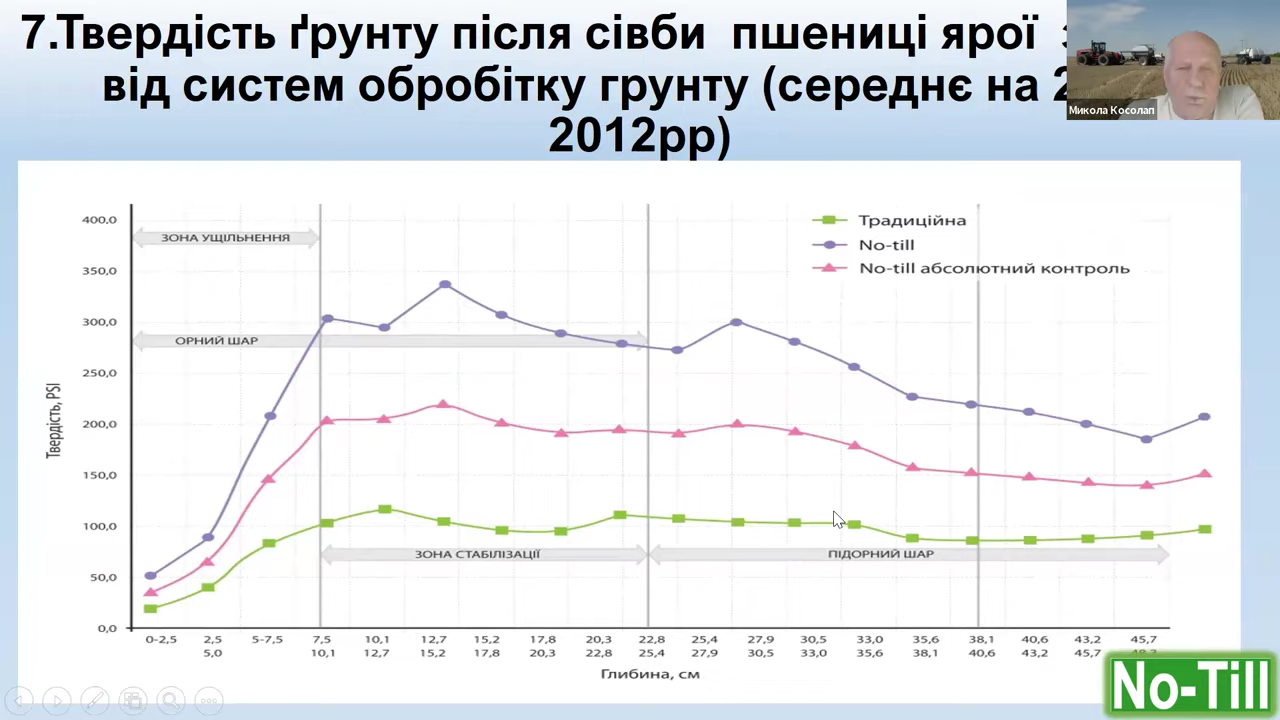 7.Твердість ґрунту після сівби пшениці ярої
від систем обробітку грунту (середнє на
2012рр)
Микола Косолап
400,0
350,0
300,0
250,0
200,0
150,0
100,0
50,0
0,0
Твердість, PSI
ЗОНА УЩІЛЬНЕННЯ
ОРНИЙ ШАР
ЗОНА СТАБІЛІЗАЦІЇ
ПІДОРНИЙ ШАР
Традиційна
No-till
No-till абсолютний контроль
0-2,5 2,5 5-7,5 7,5 10,1 12,7 15,2 17,8 20,3 22,8 25,4 27,9 30,5 33,0 35,6 38,1 40,6 43,2 45,7
5,0 10,1 12,7 15,2 17,8 20,3 22,8 25,4 27,9 30,5 33,0 35,6 38,1 40,6 43,2 45,7 48,3
Глибина, см
No-Till